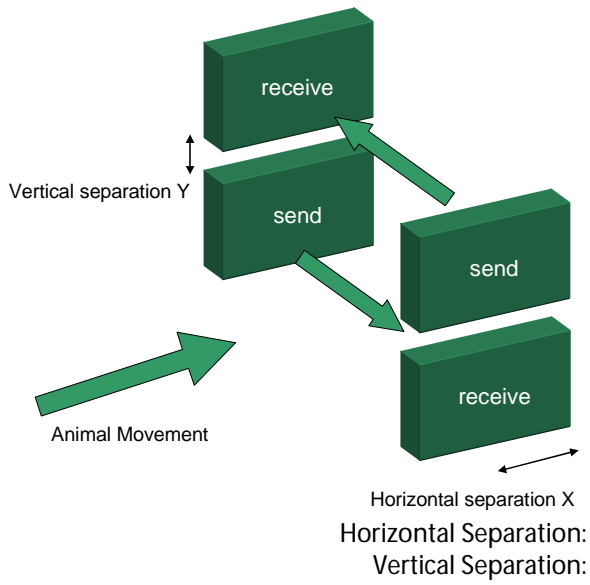 receive
Vertical separation Y
send
send
receive
Animal Movement
Horizontal separation X
Horizontal Separation:
Vertical Separation: